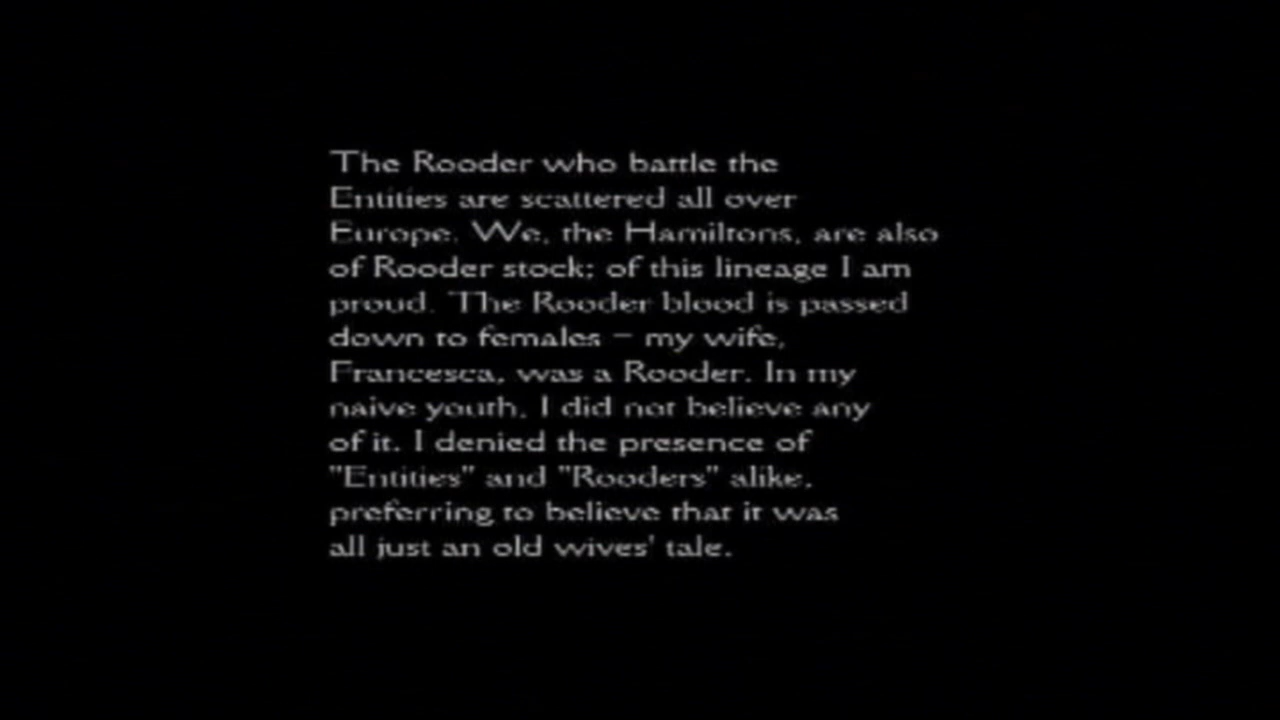 The Rooder who battle the
Entities are scattered all over
Europe. We, the Hamiltons, are also
of Rooder stock; of this lineage I am
proud. The Rooder blood is passed
down to females – my wife,
Francesca, was a Rooder. In my
naive youth, I did not believe any
of it. I denied the presence of
"Entities" and "Rooders" alike,
preferring to believe that it was
all just an old wives' tale.